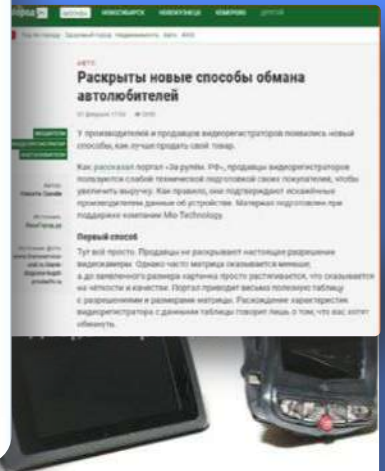 МОСКВА НОВОСИБИРСК НОВОКУЗНЕЦК КЕМЕРОВО ДРУГОЙ
АВТО
Раскрыты новые способы обмана
автолюбителей
У производителей и продавцов видеорегистраторов появились новый
способы, как лучше продать свой товар.
Как рассказал портал «За рулём. РФ», продавцы видеорегистраторов
пользуются слабой технической подготовкой своих покупателей, чтобы
увеличить выручку. Как правило, они подтверждают искажённые
производителем данные об устройстве. Материал подготовлен при
поддержке компании Mio Technology.
Первый способ
Тут всё просто. Продавцы не раскрывают настоящее разрешение
видеокамеры. Однако часто матрица оказывается меньше,
а до заявленного размера картинка просто растягивается, что сказывается
на чёткости и качестве. Портал приводит весьма полезную таблицу
с разрешениями и размерами матрицы. Расхождение характеристик
видеорегистратора с данными таблицы говорит лишь о том, что вас хотят
обмануть.